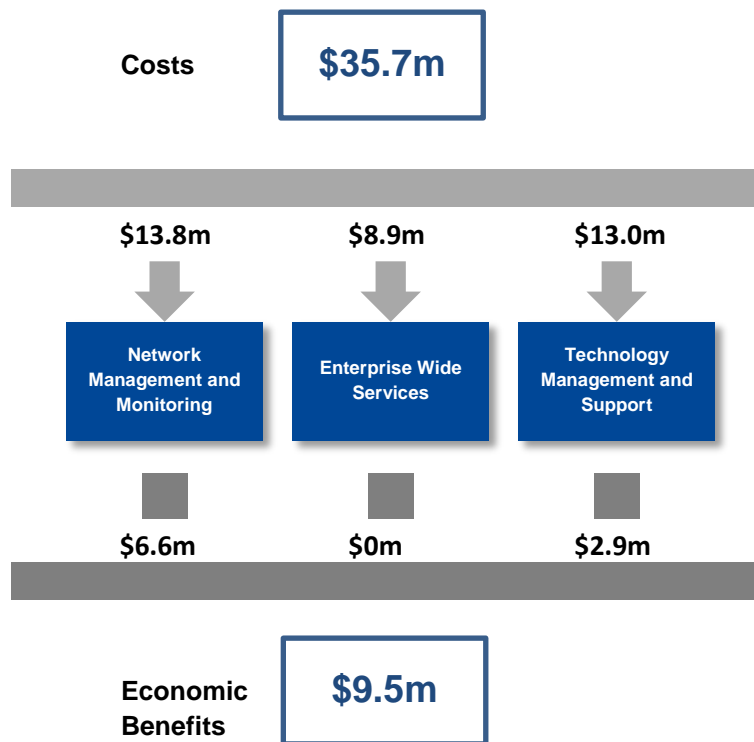 Costs
$35.7m
$13.8m
$8.9m
$13.0m
Network
Management and
Monitoring
Enterprise Wide
Services
Technology
Management and
Support
$6.6m
$0m
$2.9m
Economic
Benefits
$9.5m